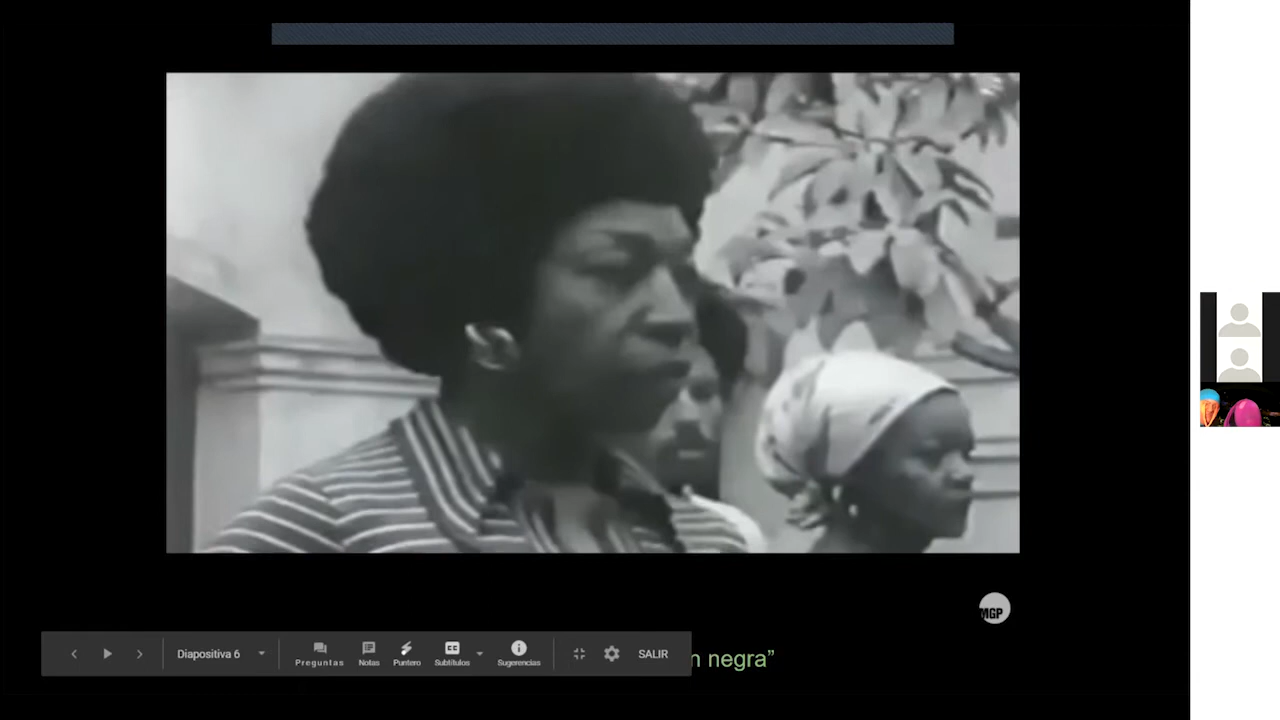 MGP
Diapositiva 6
Preguntas
Notas
Puntero
Subtítulos
Sugerencias
SALIR
n negra”